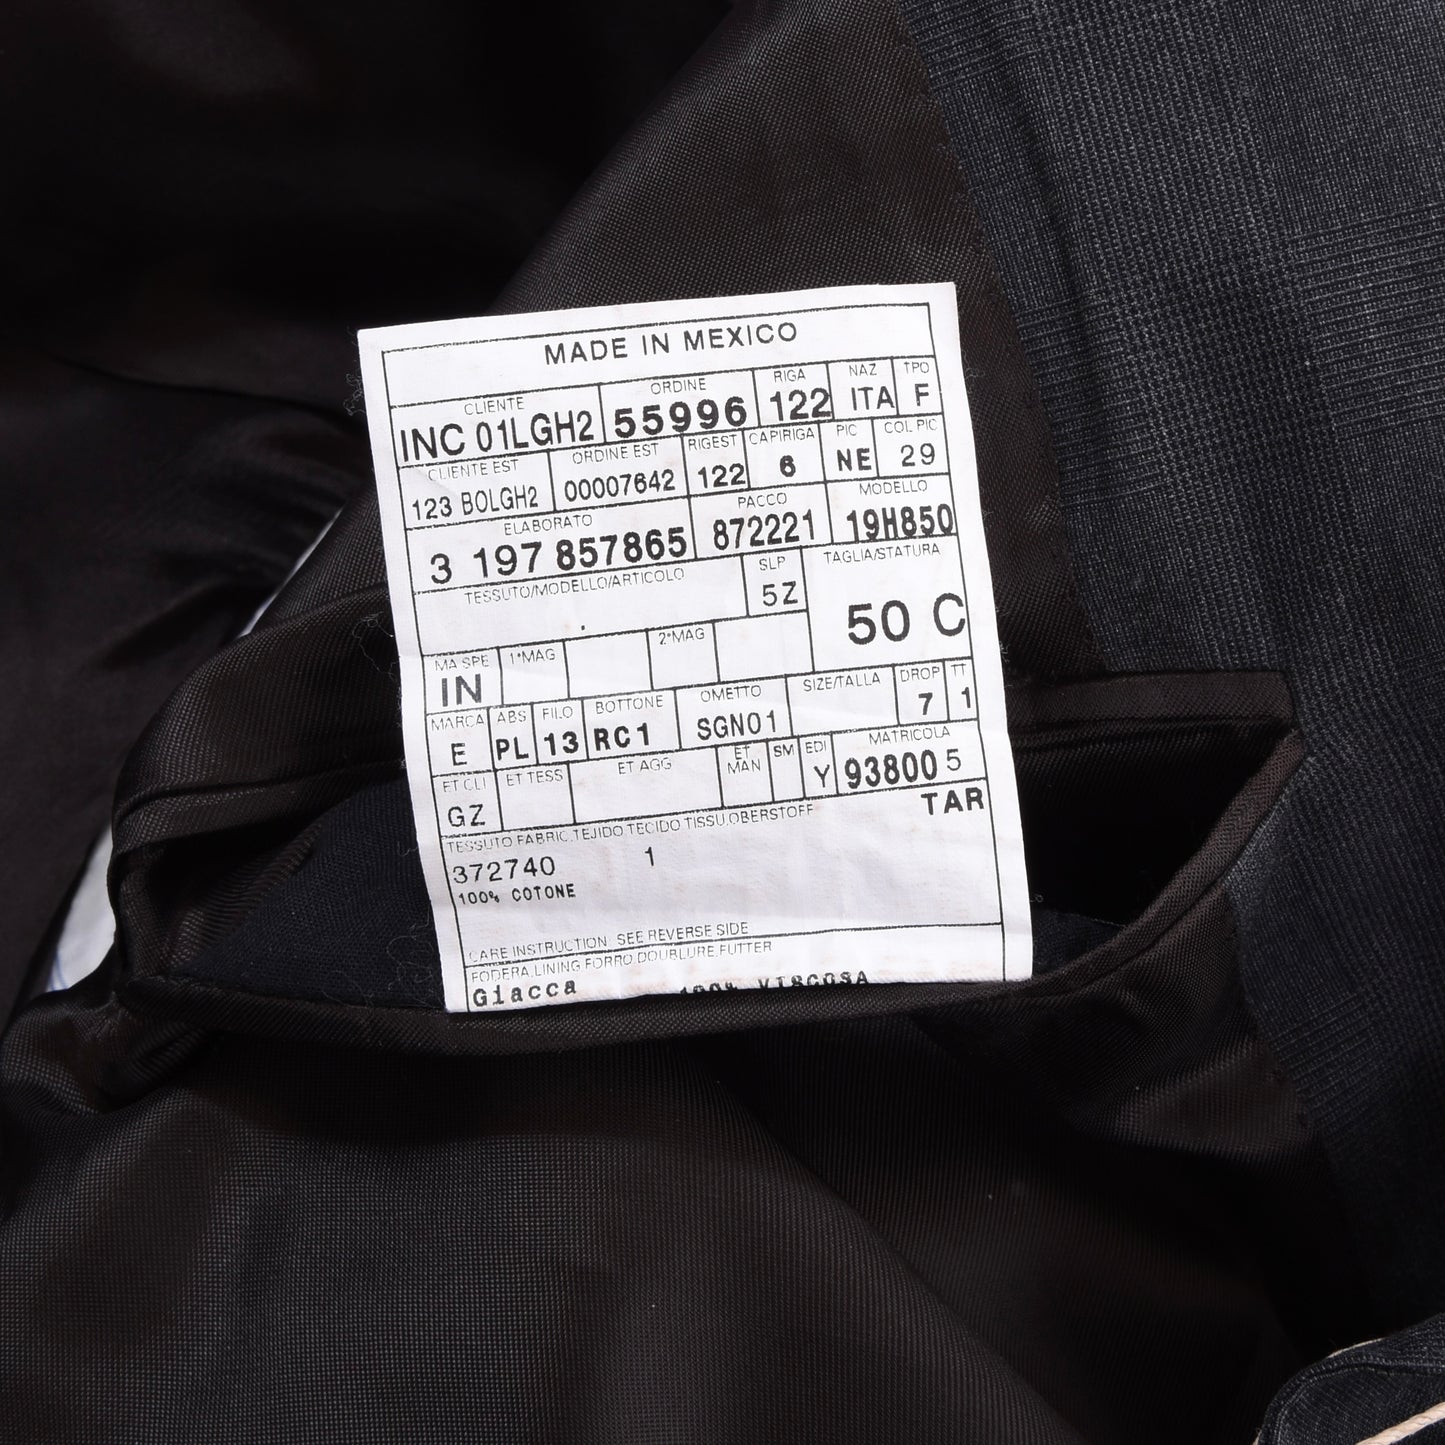 MADE IN MEXICO
CLIENTE ORDINE RIGA NAZ TPO
INC 01LGH2 55996 122 ITA F
CLIENTE EST ORDINE EST RIGEST CAPIRIGA PIC COL PIC
123 BOLGH2 00007642 122 6 NE 29
ELABORATO PACCO MODELLO
3 197 857865 872221 19H850
TESSUTO/MODELLO/ARTICOLO SLP TAGLIA/STATURA
. 5Z 50 C
MA SPE 1°MAG 2°MAG
IN
MARCA ABS FILO BOTTONE OMETTO SIZE/TALLA DROP TT
E PL 13 RC1 SGN01 7 1
ET CLI ET TESS ET AGG ET MAN SM EDI MATRICOLA
GZ Y 93800 5
TESSUTO.FABRIC.TEJIDO.TECIDO.TISSU.OBERSTOFF TAR
372740 1
100% COTONE
CARE INSTRUCTION: SEE REVERSE SIDE
FODERA.LINING.FORRO.DOUBLURE.FUTTER
Giacca 100% VISCOSA